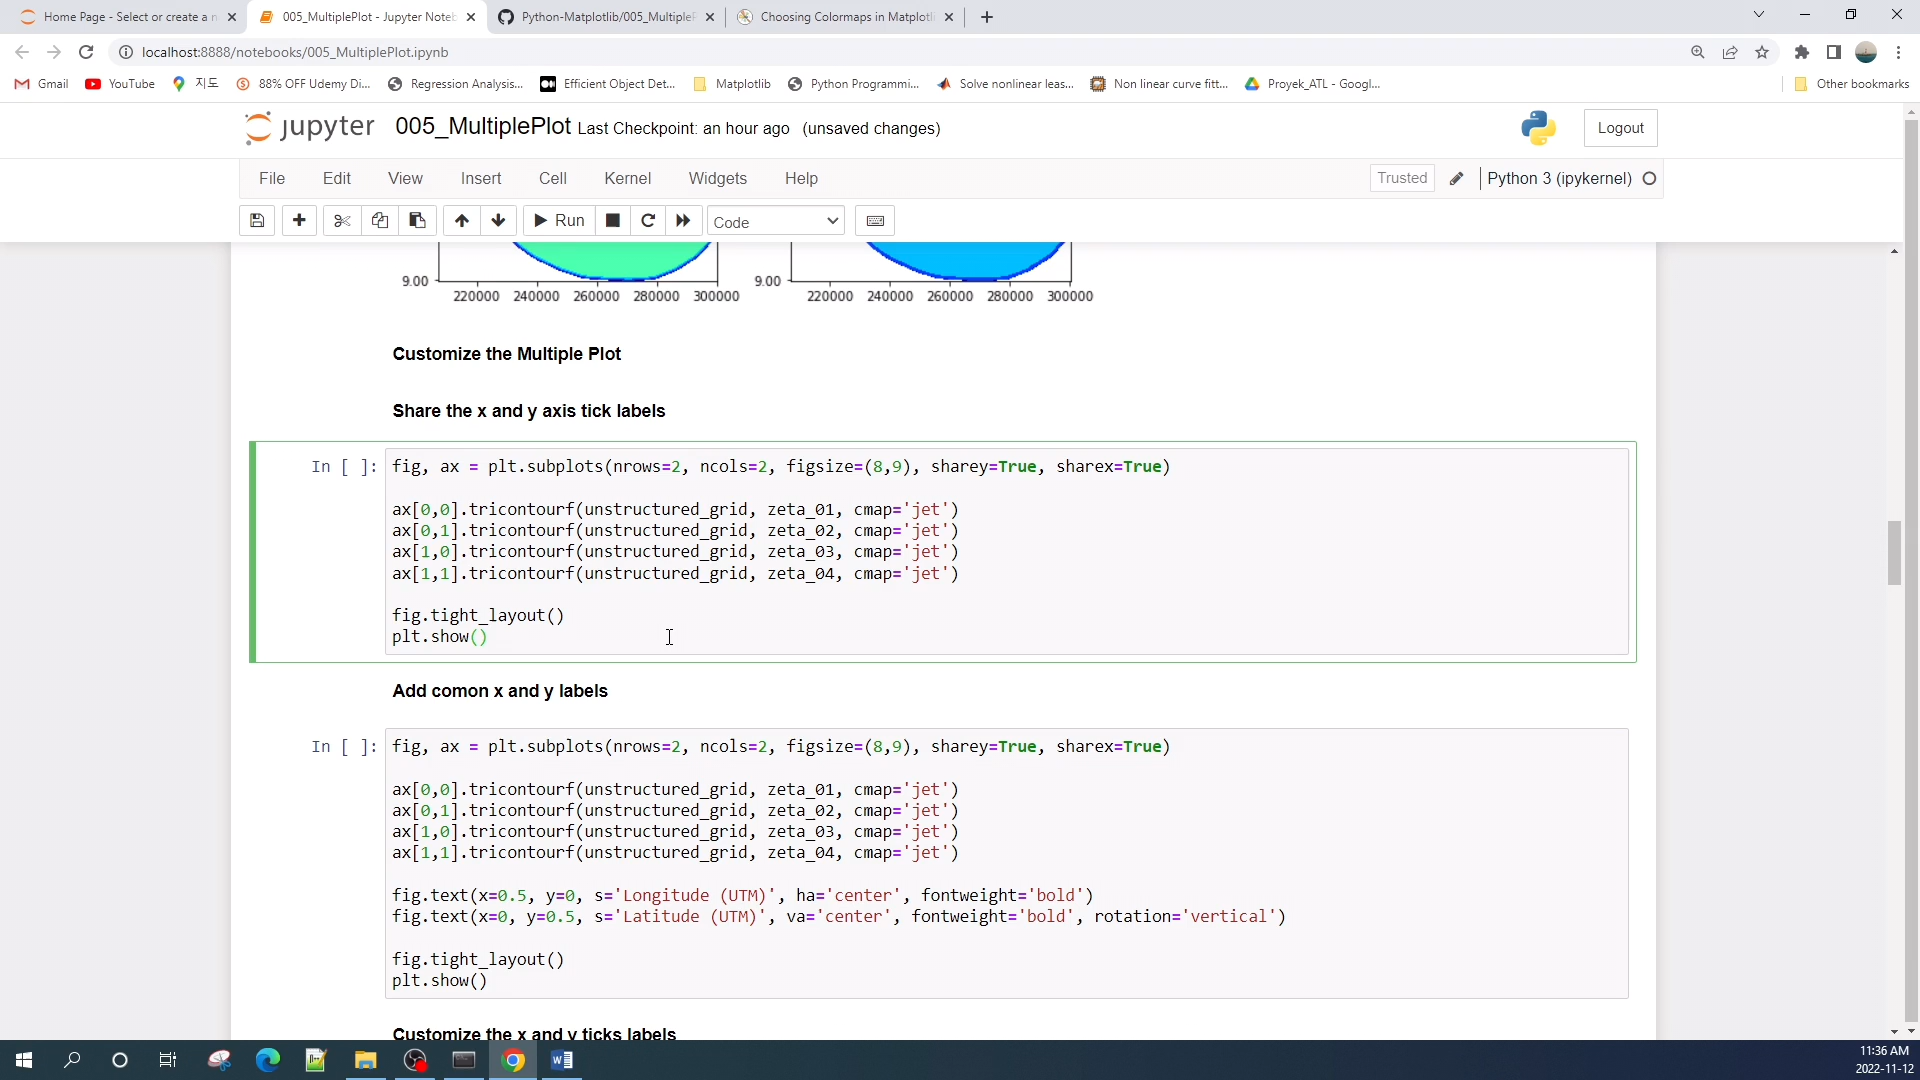 Home Page - Select or create a n
005_MultiplePlot - Jupyter Noteb
Python-Matplotlib/005_MultipleP
Choosing Colormaps in Matplotli
localhost:8888/notebooks/005_MultiplePlot.ipynb
Gmail YouTube 지도 88% OFF Udemy Di... Regression Analysis... Efficient Object Det... Matplotlib Python Programmi... Solve nonlinear leas... Non linear curve fitt... Proyek_ATL - Googl... Other bookmarks
jupyter 005_MultiplePlot Last Checkpoint: an hour ago (unsaved changes) Logout
File Edit View Insert Cell Kernel Widgets Help Trusted Python 3 (ipykernel)
Run Code
9.00 9.00
220000 240000 260000 280000 300000 220000 240000 260000 280000 300000
Customize the Multiple Plot
Share the x and y axis tick labels
In [ ]: fig, ax = plt.subplots(nrows=2, ncols=2, figsize=(8,9), sharey=True, sharex=True)
ax[0,0].tricontourf(unstructured_grid, zeta_01, cmap='jet')
ax[0,1].tricontourf(unstructured_grid, zeta_02, cmap='jet')
ax[1,0].tricontourf(unstructured_grid, zeta_03, cmap='jet')
ax[1,1].tricontourf(unstructured_grid, zeta_04, cmap='jet')
fig.tight_layout()
plt.show()
Add comon x and y labels
In [ ]: fig, ax = plt.subplots(nrows=2, ncols=2, figsize=(8,9), sharey=True, sharex=True)
ax[0,0].tricontourf(unstructured_grid, zeta_01, cmap='jet')
ax[0,1].tricontourf(unstructured_grid, zeta_02, cmap='jet')
ax[1,0].tricontourf(unstructured_grid, zeta_03, cmap='jet')
ax[1,1].tricontourf(unstructured_grid, zeta_04, cmap='jet')
fig.text(x=0.5, y=0, s='Longitude (UTM)', ha='center', fontweight='bold')
fig.text(x=0, y=0.5, s='Latitude (UTM)', va='center', fontweight='bold', rotation='vertical')
fig.tight_layout()
plt.show()
Customize the x and y ticks labels
11:36 AM
2022-11-12